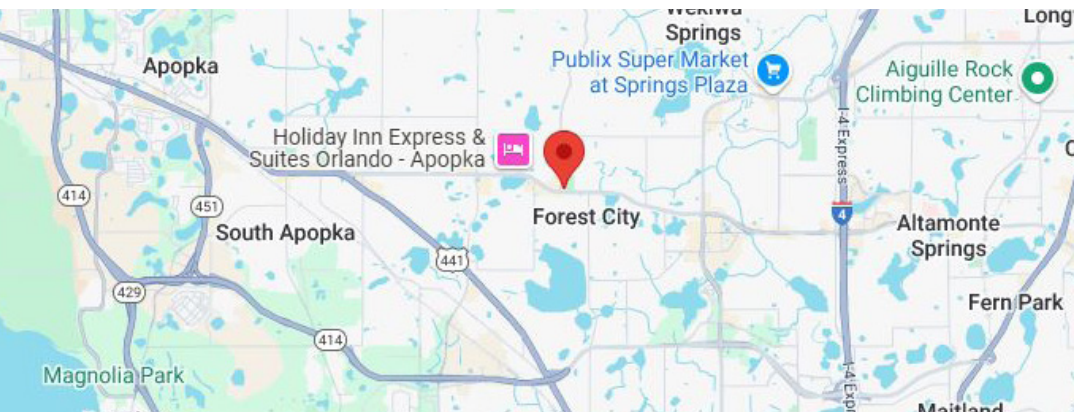 Wekiwa
Springs
Long
Apopka
Publix Super Market
at Springs Plaza
Aiguille Rock
Climbing Center
I-4 Express
Holiday Inn Express &
Suites Orlando - Apopka
414
451
4
Forest City
South Apopka
Altamonte
Springs
441
429
Fern Park
414
Magnolia Park
I-4 Expr
Maitland